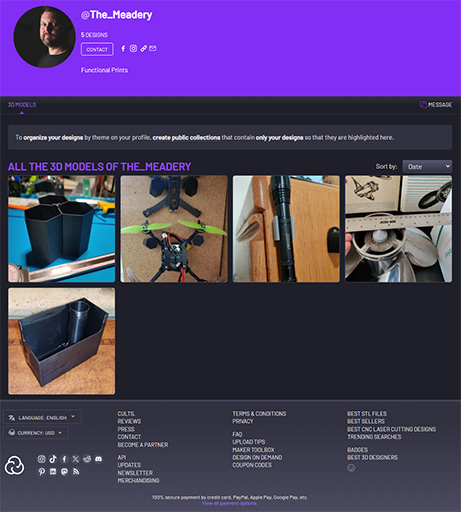 @The_Meadery
5 DESIGNS
CONTACT
Functional Prints
3D MODELS
MESSAGE
To organize your designs by theme on your profile, create public collections that contain only your designs so that they are highlighted here.
ALL THE 3D MODELS OF THE_MEADERY
Sort by: Date
LANGUAGE: ENGLISH
CURRENCY: USD
CULTS.
REVIEWS
PRESS
CONTACT
BECOME A PARTNER
API
UPDATES
NEWSLETTER
MERCHANDISING
TERMS & CONDITIONS
PRIVACY
FAQ
UPLOAD TIPS
MAKER TOOLBOX
DESIGN ON DEMAND
COUPON CODES
BEST STL FILES
BEST SELLERS
BEST CNC LASER CUTTING DESIGNS
TRENDING SEARCHES
BADGES
BEST 3D DESIGNERS
100% secure payment by credit card, PayPal, Apple Pay, Google Pay, etc.
View all payment options.